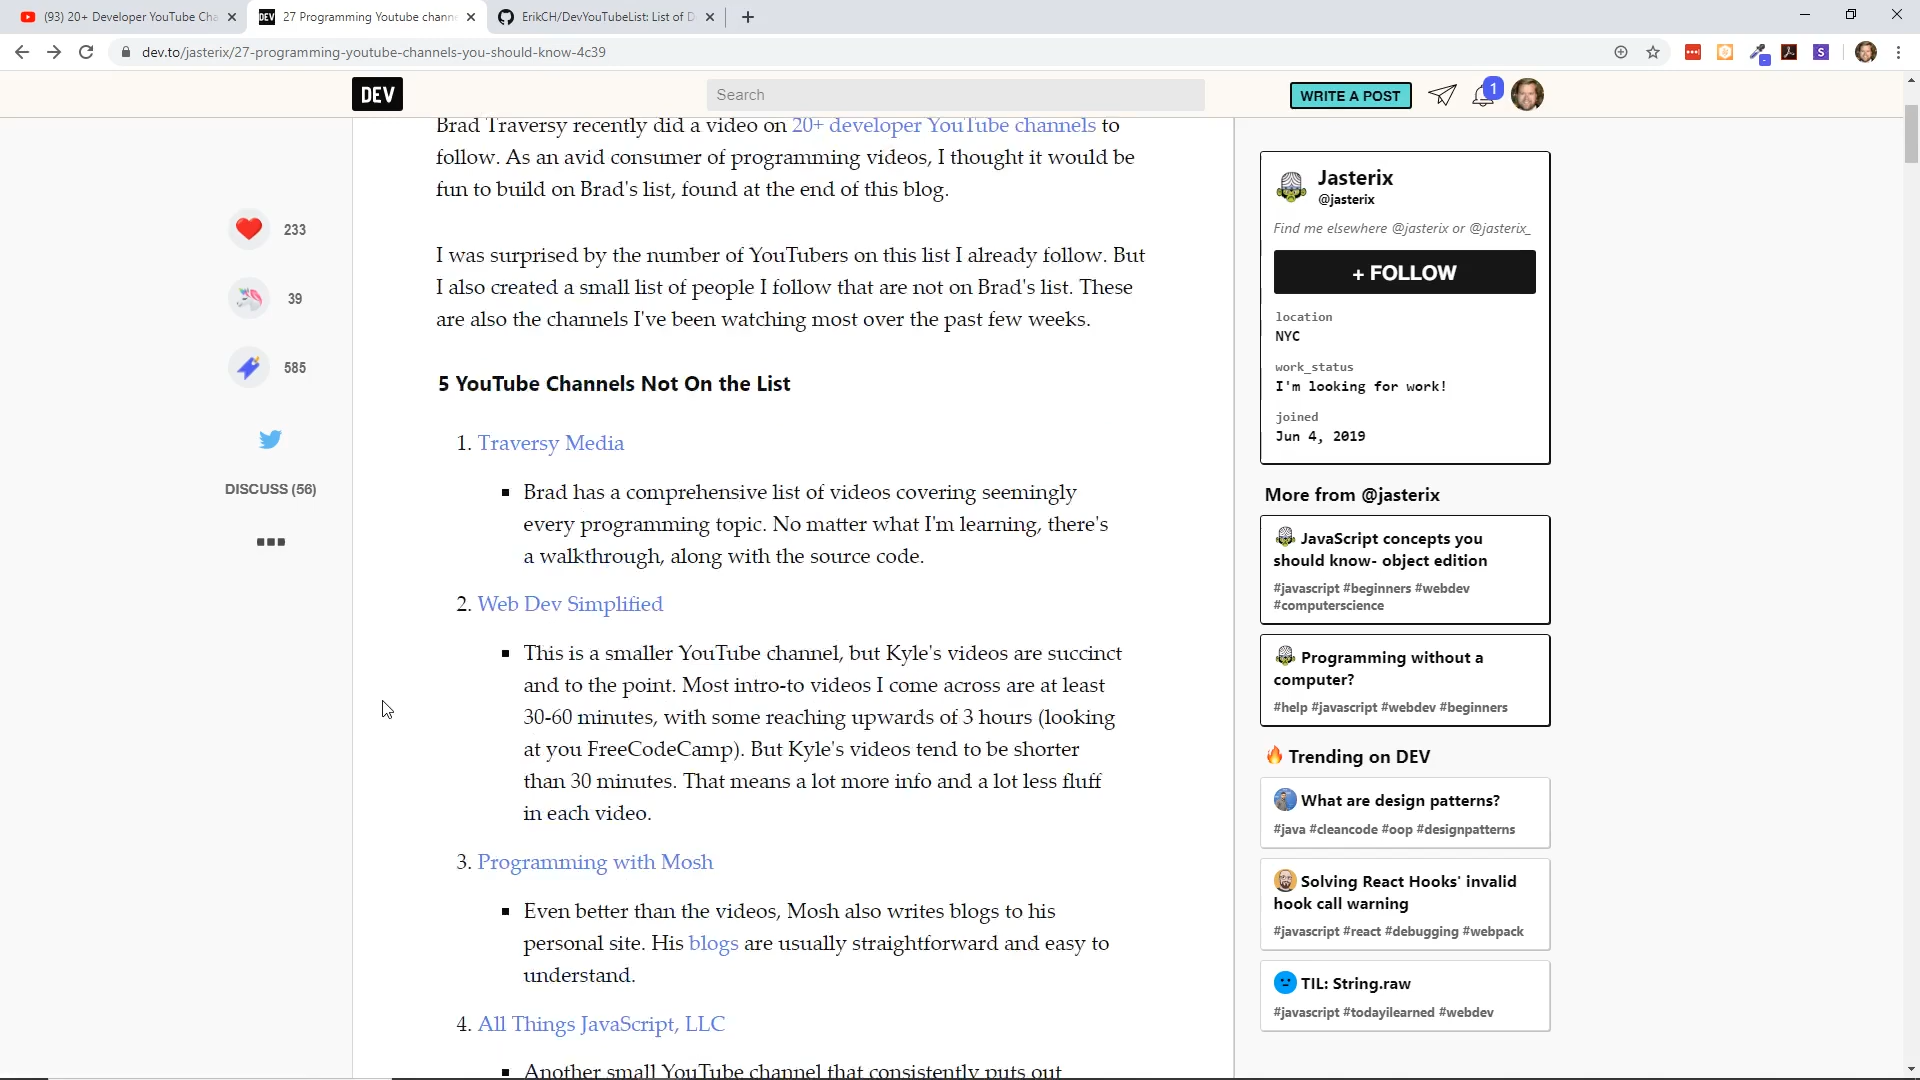 (93) 20+ Developer YouTube Cha
27 Programming Youtube channe
ErikCH/DevYouTubeList: List of D
dev.to/jasterix/27-programming-youtube-channels-you-should-know-4c39
S
DEV
Search
WRITE A POST
1
Brad Traversy recently did a video on 20+ developer YouTube channels to
follow. As an avid consumer of programming videos, I thought it would be
fun to build on Brad's list, found at the end of this blog.
I was surprised by the number of YouTubers on this list I already follow. But
I also created a small list of people I follow that are not on Brad's list. These
are also the channels I've been watching most over the past few weeks.
233
39
585
DISCUSS (56)
5 YouTube Channels Not On the List
1. Traversy Media
Brad has a comprehensive list of videos covering seemingly
every programming topic. No matter what I'm learning, there's
a walkthrough, along with the source code.
2. Web Dev Simplified
This is a smaller YouTube channel, but Kyle's videos are succinct
and to the point. Most intro-to videos I come across are at least
30-60 minutes, with some reaching upwards of 3 hours (looking
at you FreeCodeCamp). But Kyle's videos tend to be shorter
than 30 minutes. That means a lot more info and a lot less fluff
in each video.
3. Programming with Mosh
Even better than the videos, Mosh also writes blogs to his
personal site. His blogs are usually straightforward and easy to
understand.
4. All Things JavaScript, LLC
Another small YouTube channel that consistently puts out
Jasterix
@jasterix
Find me elsewhere @jasterix or @jasterix_
+ FOLLOW
location
NYC
work_status
I'm looking for work!
joined
Jun 4, 2019
More from @jasterix
JavaScript concepts you
should know- object edition
#javascript #beginners #webdev
#computerscience
Programming without a
computer?
#help #javascript #webdev #beginners
Trending on DEV
What are design patterns?
#java #cleancode #oop #designpatterns
Solving React Hooks' invalid
hook call warning
#javascript #react #debugging #webpack
TIL: String.raw
#javascript #todayilearned #webdev